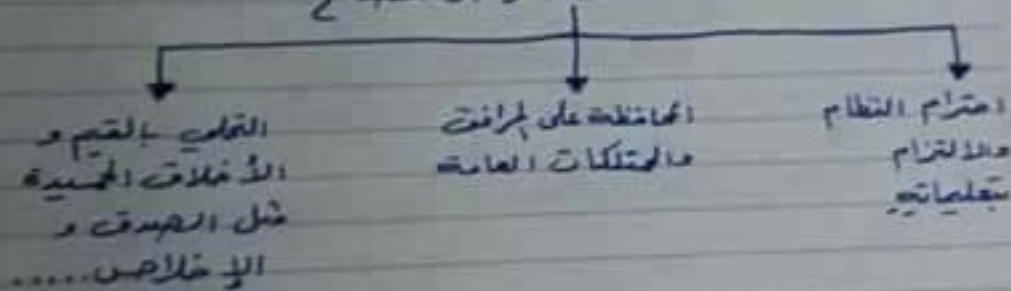 احترام النظام
والالتزام
بتعليماته
المحافظة على المرافق
والممتلكات العامة
التحلي بالقيم و
الأخلاق الحميدة
مثل الصدق و
الإخلاص.....